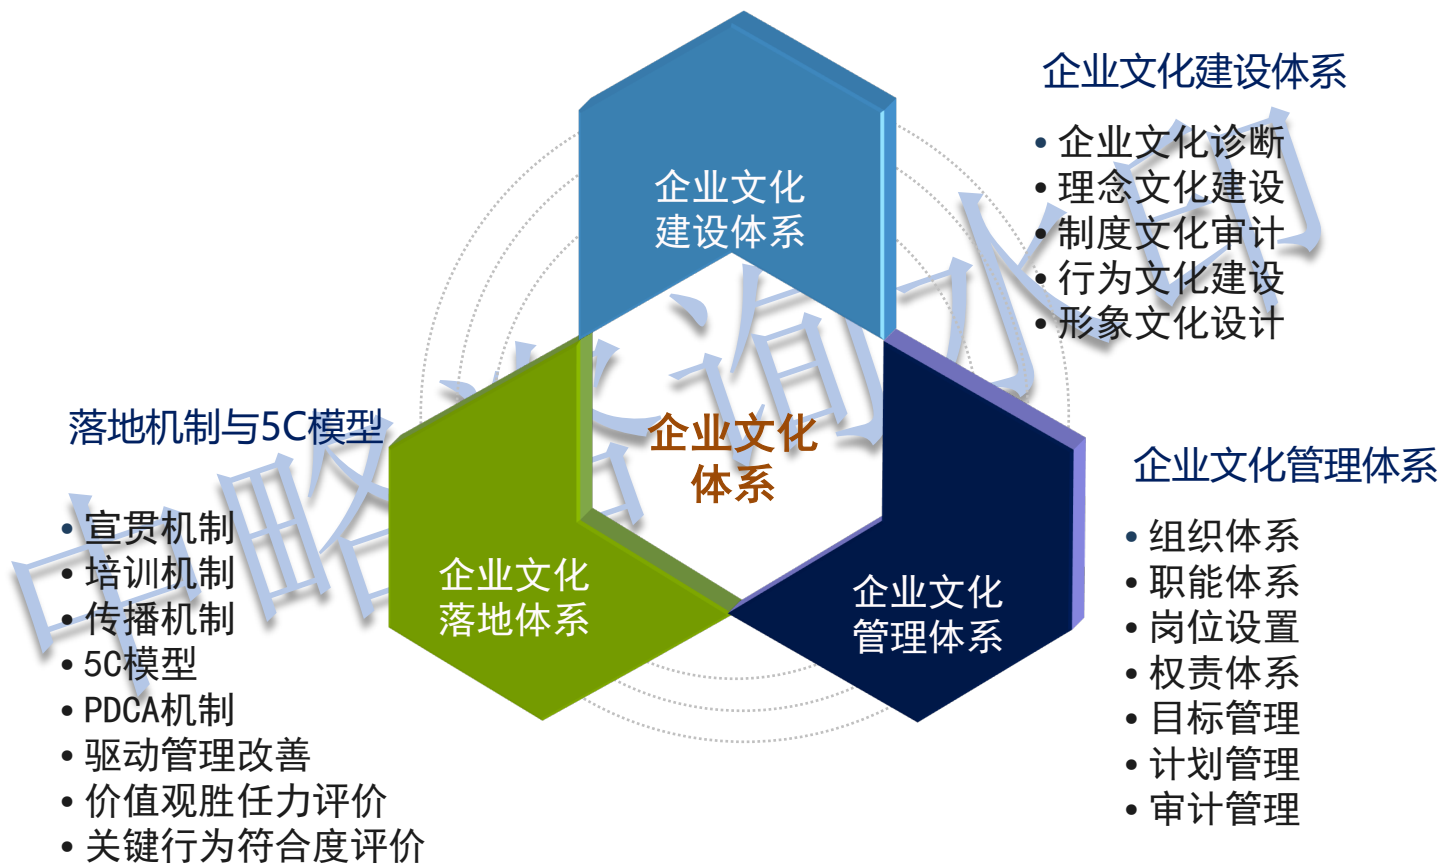 企业文化建设体系
• 企业文化诊断
• 理念文化建设
• 制度文化审计
• 行为文化建设
• 形象文化设计
企业文化
建设体系
企业文化
体系
落地机制与5C模型
• 宣贯机制
• 培训机制
• 传播机制
• 5C模型
• PDCA机制
• 驱动管理改善
• 价值观胜任力评价
• 关键行为符合度评价
企业文化
落地体系
企业文化
管理体系
企业文化管理体系
• 组织体系
• 职能体系
• 岗位设置
• 权责体系
• 目标管理
• 计划管理
• 审计管理
中略咨询水印